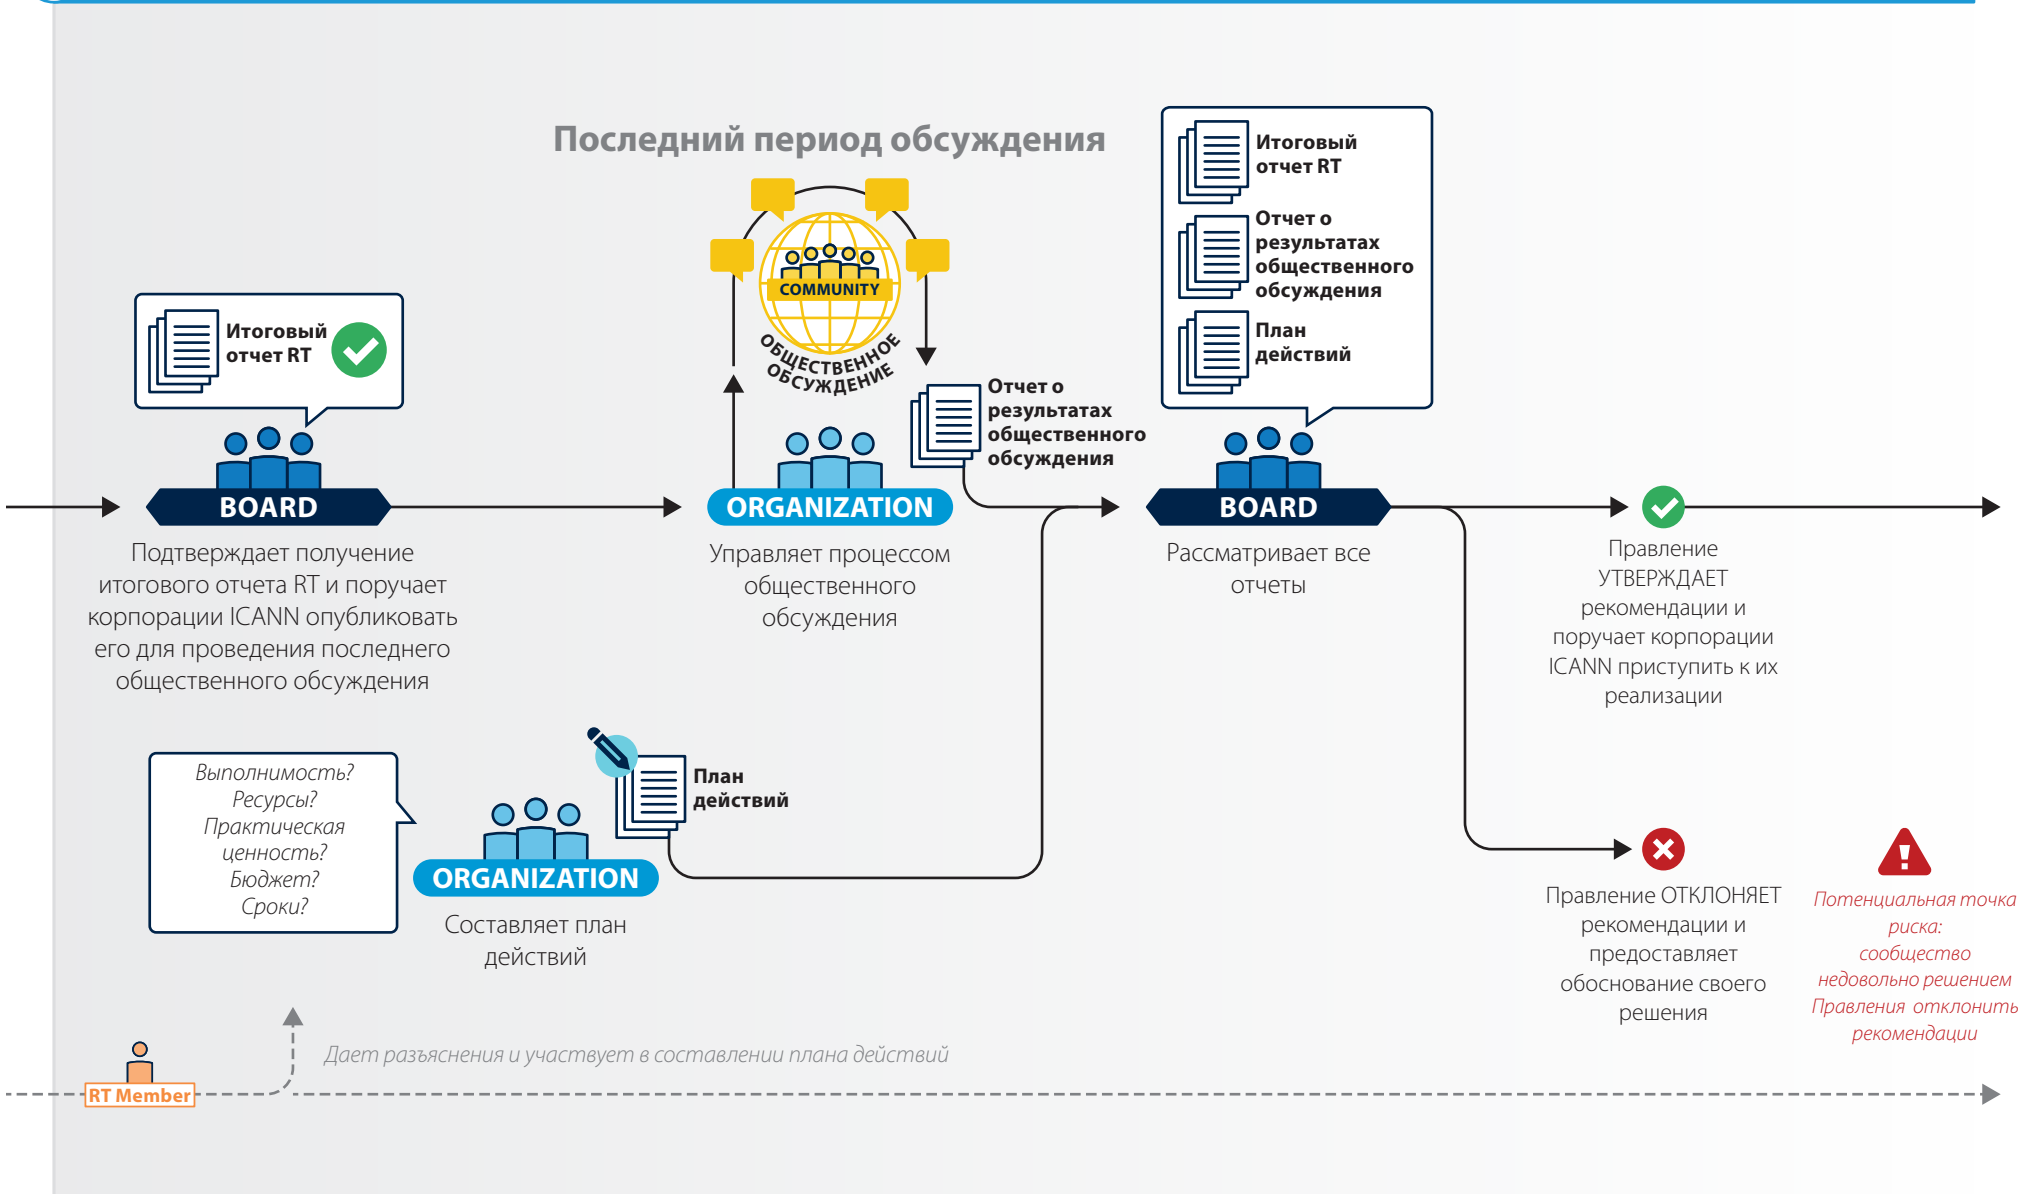 Последний период обсуждения
Итоговый
отчет RT
BOARD
Подтверждает получение
итогового отчета RT и поручает
корпорации ICANN опубликовать
его для проведения последнего
общественного обсуждения
COMMUNITY
ОБЩЕСТВЕННОЕ
ОБСУЖДЕНИЕ
Отчет о
результатах
общественного
обсуждения
ORGANIZATION
Управляет процессом
общественного
обсуждения
Итоговый
отчет RT
Отчет о
результатах
общественного
обсуждения
План
действий
BOARD
Рассматривает все
отчеты
Правление
УТВЕРЖДАЕТ
рекомендации и
поручает корпорации
ICANN приступить к их
реализации
Выполнимость?
Ресурсы?
Практическая
ценность?
Бюджет?
Сроки?
План
действий
ORGANIZATION
Составляет план
действий
Правление ОТКЛОНЯЕТ
рекомендации и
предоставляет
обоснование своего
решения
Потенциальная точка
риска:
сообщество
недовольно решением
Правления отклонить
рекомендации
Дает разъяснения и участвует в составлении плана действий
RT Member